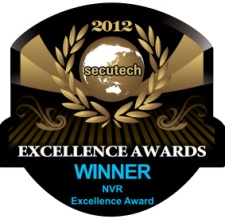 2012
secutech
EXCELLENCE AWARDS
WINNER
NVR
Excellence Award